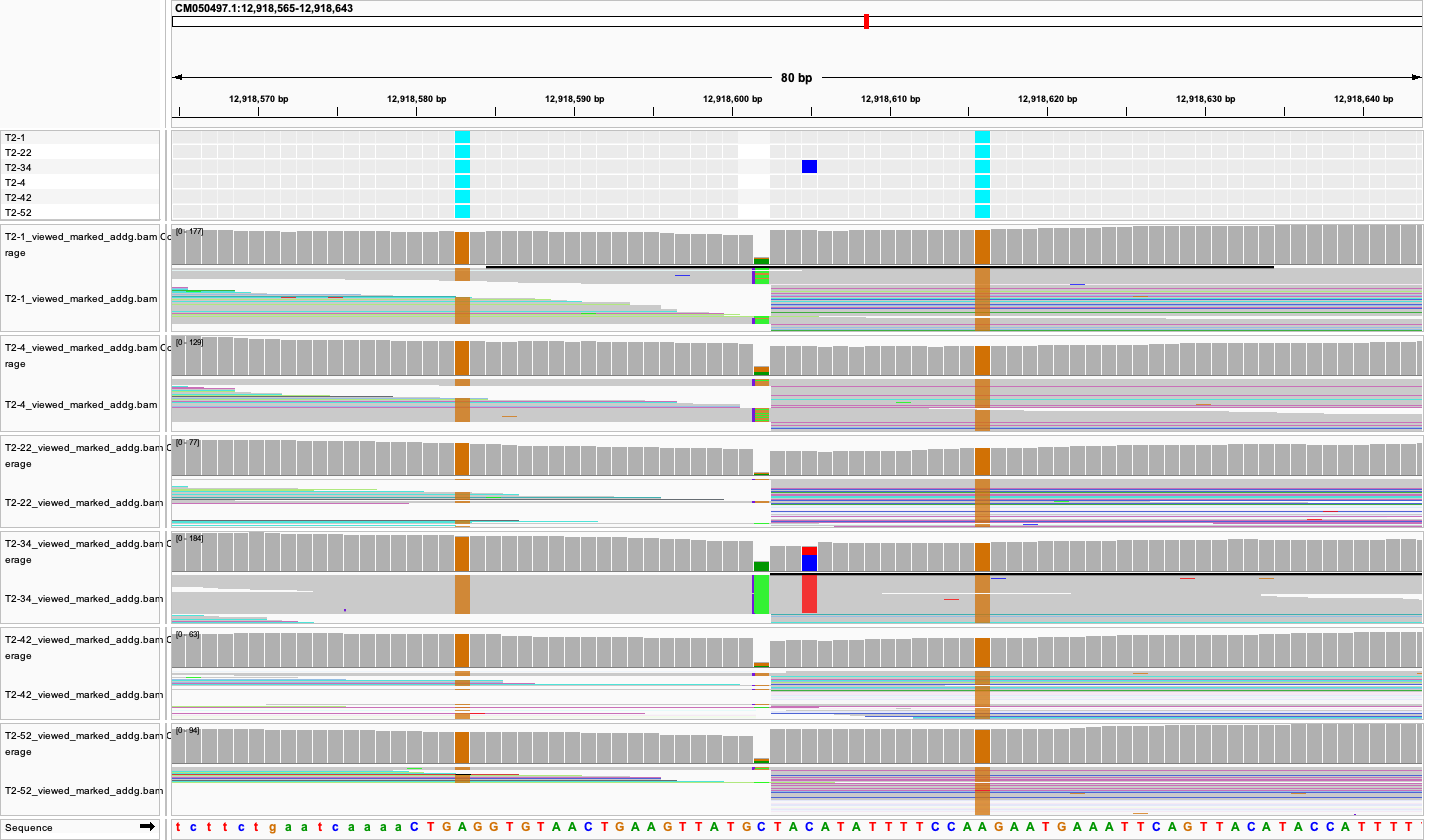 CM050497.1:12,918,565-12,918,643
80 bp
12,918,570 bp 12,918,580 bp 12,918,590 bp 12,918,600 bp 12,918,610 bp 12,918,620 bp 12,918,630 bp 12,918,640 bp
T2-1
T2-22
T2-34
T2-4
T2-42
T2-52
T2-1_viewed_marked_addg.bam Co
rage
[0 - 177]
T2-1_viewed_marked_addg.bam
T2-4_viewed_marked_addg.bam Co
rage
[0 - 129]
T2-4_viewed_marked_addg.bam
T2-22_viewed_marked_addg.bam C
erage
[0 - 77]
T2-22_viewed_marked_addg.bam
T2-34_viewed_marked_addg.bam C
erage
[0 - 184]
T2-34_viewed_marked_addg.bam
T2-42_viewed_marked_addg.bam C
erage
[0 - 63]
T2-42_viewed_marked_addg.bam
T2-52_viewed_marked_addg.bam C
erage
[0 - 94]
T2-52_viewed_marked_addg.bam
Sequence t c t t c t g a a t c a a a a C T G A G G T G T A A C T G A A G T T A T G C T A C A T A T T T T C C A A G A A T G A A A T T C A G T T A C A T A C C A T T T T